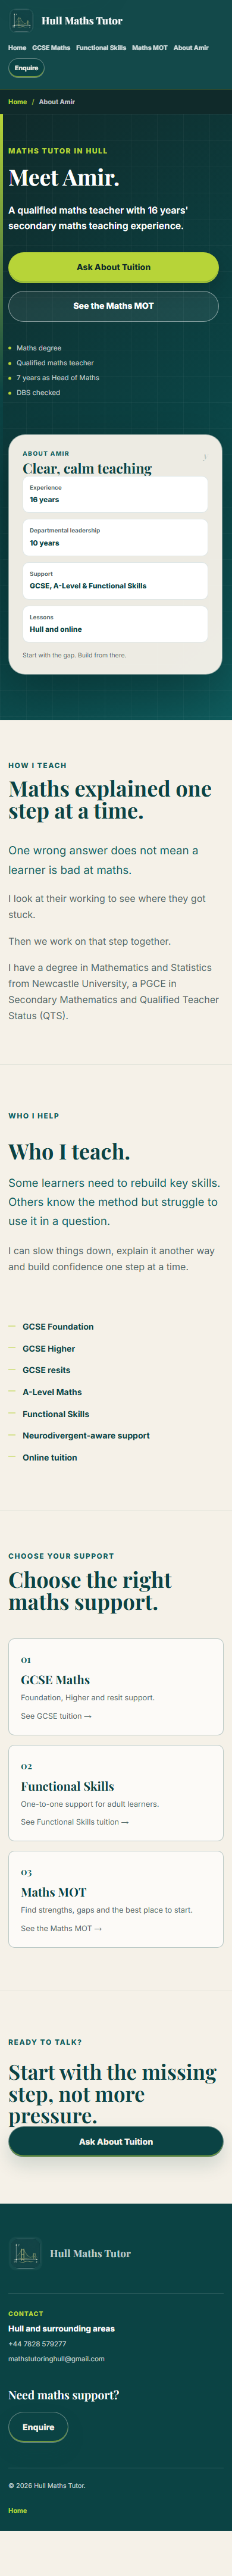 Hull Maths Tutor
Home GCSE Maths Functional Skills Maths MOT About Amir
Enquire
Home / About Amir
MATHS TUTOR IN HULL
Meet Amir.
A qualified maths teacher with 16 years'
secondary maths teaching experience.
Ask About Tuition
See the Maths MOT
Maths degree
Qualified maths teacher
7 years as Head of Maths
DBS checked
ABOUT AMIR
Clear, calm teaching
Experience
16 years
Departmental leadership
10 years
Support
GCSE, A-Level & Functional Skills
Lessons
Hull and online
Start with the gap. Build from there.
HOW I TEACH
Maths explained one
step at a time.
One wrong answer does not mean a
learner is bad at maths.
I look at their working to see where they got
stuck.
Then we work on that step together.
I have a degree in Mathematics and Statistics
from Newcastle University, a PGCE in
Secondary Mathematics and Qualified Teacher
Status (QTS).
WHO I HELP
Who I teach.
Some learners need to rebuild key skills.
Others know the method but struggle to
use it in a question.
I can slow things down, explain it another way
and build confidence one step at a time.
— GCSE Foundation
— GCSE Higher
— GCSE resits
— A-Level Maths
— Functional Skills
— Neurodivergent-aware support
— Online tuition
CHOOSE YOUR SUPPORT
Choose the right
maths support.
01
GCSE Maths
Foundation, Higher and resit support.
See GCSE tuition →
02
Functional Skills
One-to-one support for adult learners.
See Functional Skills tuition →
03
Maths MOT
Find strengths, gaps and the best place to start.
See the Maths MOT →
READY TO TALK?
Start with the missing
step, not more
pressure.
Ask About Tuition
Hull Maths Tutor
CONTACT
Hull and surrounding areas
+44 7828 579277
mathstutoringhull@gmail.com
Need maths support?
Enquire
© 2026 Hull Maths Tutor.
Home